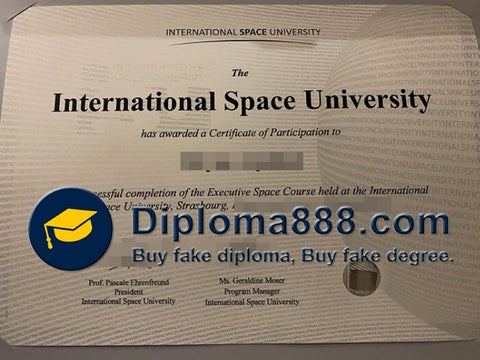 INTERNATIONAL SPACE UNIVERSITY
The
International Space University
has awarded a Certificate of Participation to
successful completion of the Executive Space Course held at the International
Space University, Strasbourg,
Diploma888.com
Buy fake diploma, Buy fake degree.
Prof. Pascale Ehrenfreund
Ms. Geraldine Moser
President
Program Manager
International Space University
International Space University